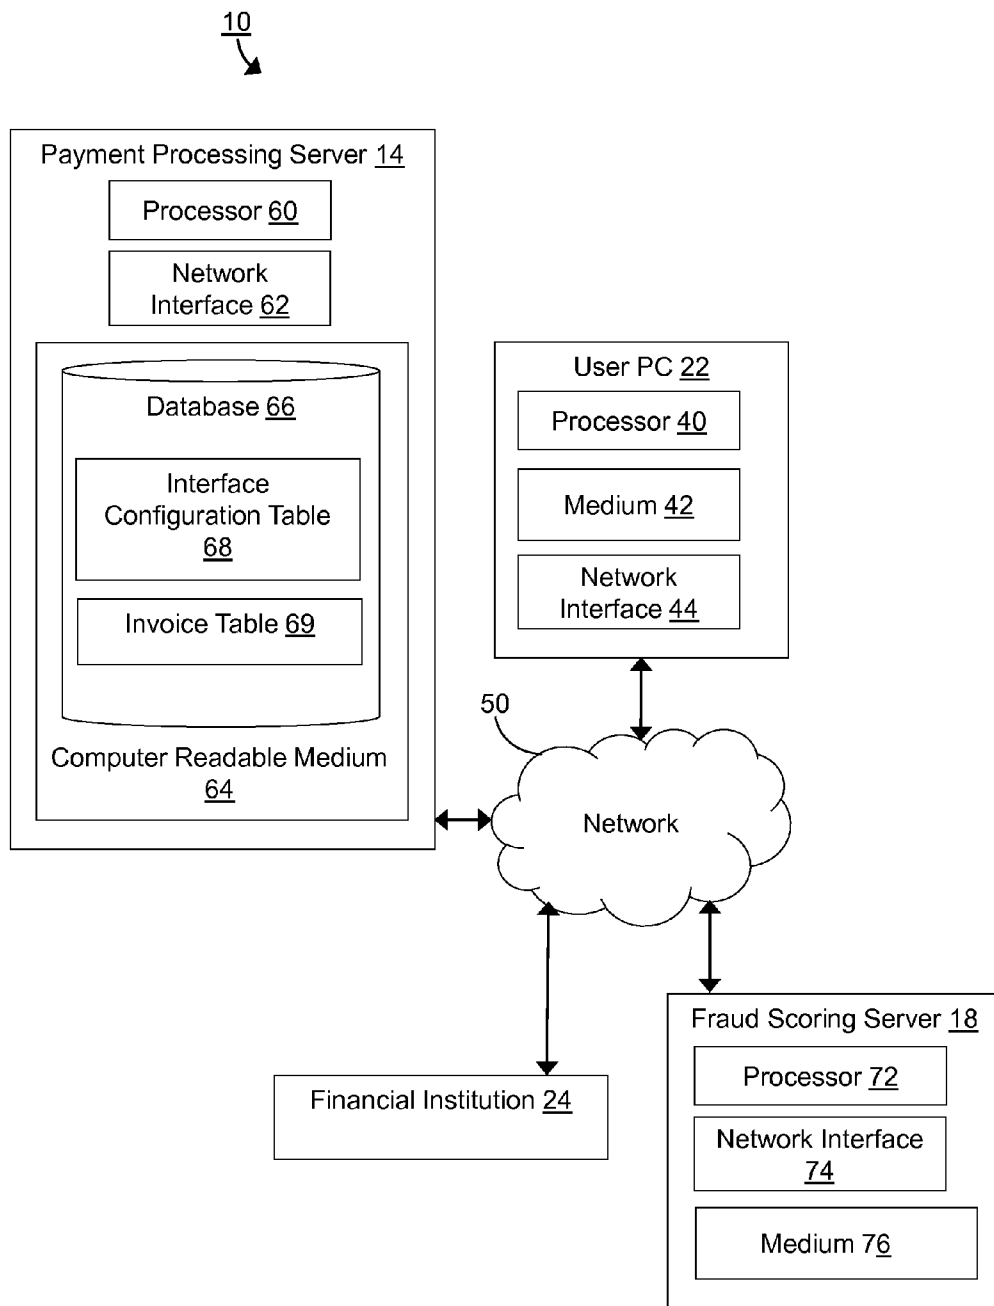 10
Payment Processing Server 14
Processor 60
Network
Interface 62
Database 66
Interface
Configuration Table
68
Invoice Table 69
Computer Readable Medium
64
User PC 22
Processor 40
Medium 42
Network
Interface 44
50
Network
Financial Institution 24
Fraud Scoring Server 18
Processor 72
Network Interface
74
Medium 76